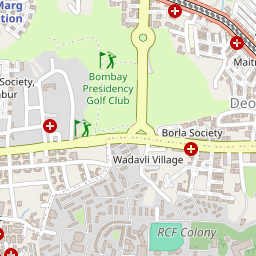 Marg
tion
Bombay
Presidency
Golf Club
Society,
bur
Maitr
Deo
Borla Society
Wadavli Village
RCF Colony